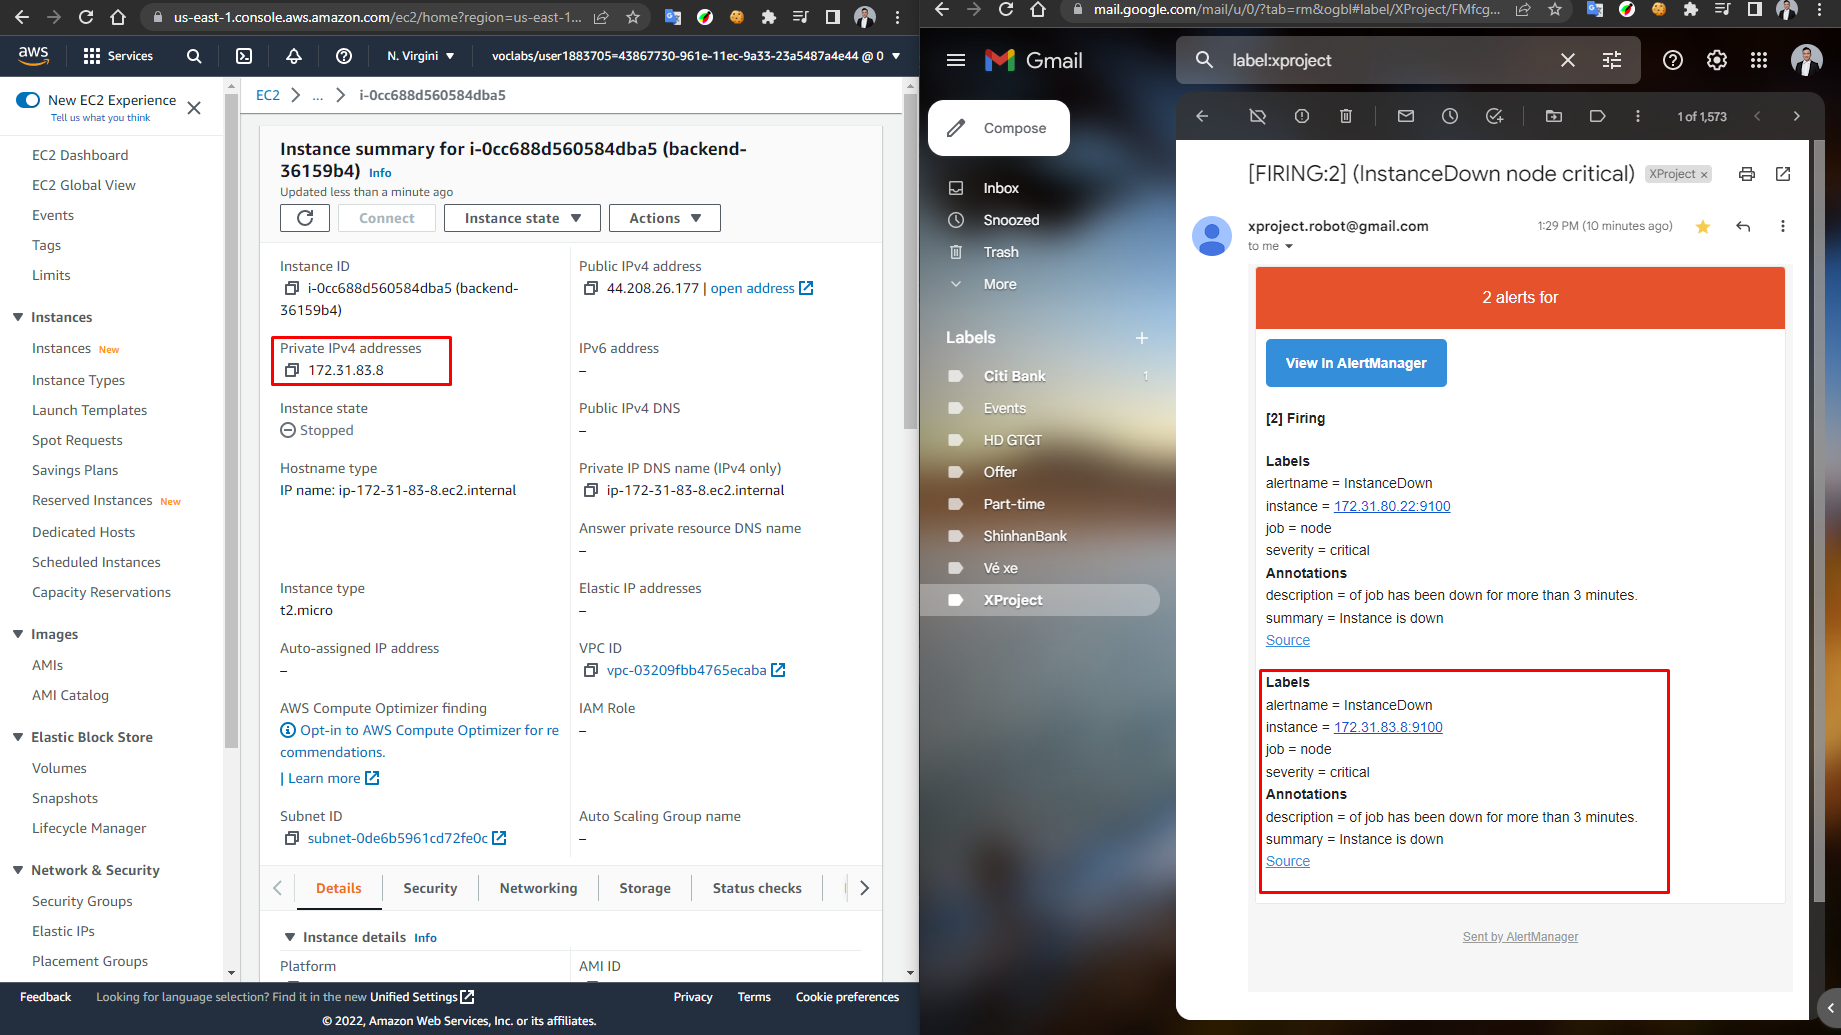 us-east-1.console.aws.amazon.com/ec2/home?region=us-east-1...
aws
Services
N. Virgini
voclabs/user1883705=43867730-961e-11ec-9a33-23a5487a4e44 @ 0
New EC2 Experience
Tell us what you think
EC2 Dashboard
EC2 Global View
Events
Tags
Limits
Instances
Instances New
Instance Types
Launch Templates
Spot Requests
Savings Plans
Reserved Instances New
Dedicated Hosts
Scheduled Instances
Capacity Reservations
Images
AMIs
AMI Catalog
Elastic Block Store
Volumes
Snapshots
Lifecycle Manager
Network & Security
Security Groups
Elastic IPs
Placement Groups
EC2 > ... > i-0cc688d560584dba5
Instance summary for i-0cc688d560584dba5 (backend-
36159b4) Info
Updated less than a minute ago
Connect
Instance state
Actions
Instance ID
i-0cc688d560584dba5 (backend-
36159b4)
Public IPv4 address
44.208.26.177 | open address
Private IPv4 addresses
172.31.83.8
IPv6 address
–
Instance state
Stopped
Public IPv4 DNS
–
Hostname type
IP name: ip-172-31-83-8.ec2.internal
Private IP DNS name (IPv4 only)
ip-172-31-83-8.ec2.internal
Answer private resource DNS name
–
Instance type
t2.micro
Elastic IP addresses
–
Auto-assigned IP address
–
VPC ID
vpc-03209fbb4765ecaba
AWS Compute Optimizer finding
Opt-in to AWS Compute Optimizer for re
commendations.
| Learn more
IAM Role
–
Subnet ID
subnet-0de6b5961cd72fe0c
Auto Scaling Group name
–
Details
Security
Networking
Storage
Status checks
Instance details Info
Platform
AMI ID
Feedback
Looking for language selection? Find it in the new Unified Settings
Privacy
Terms
Cookie preferences
© 2022, Amazon Web Services, Inc. or its affiliates.
mail.google.com/mail/u/0/?tab=rm&ogbl#label/XProject/FMfcg...
Gmail
label:xproject
Compose
Inbox
Snoozed
Trash
More
Labels
Citi Bank 1
Events
HD GTGT
Offer
Part-time
ShinhanBank
Vé xe
XProject
1 of 1,573
[FIRING:2] (InstanceDown node critical) XProject ×
xproject.robot@gmail.com
1:29 PM (10 minutes ago)
to me
2 alerts for
View In AlertManager
[2] Firing
Labels
alertname = InstanceDown
instance = 172.31.80.22:9100
job = node
severity = critical
Annotations
description = of job has been down for more than 3 minutes.
summary = Instance is down
Source
Labels
alertname = InstanceDown
instance = 172.31.83.8:9100
job = node
severity = critical
Annotations
description = of job has been down for more than 3 minutes.
summary = Instance is down
Source
Sent by AlertManager